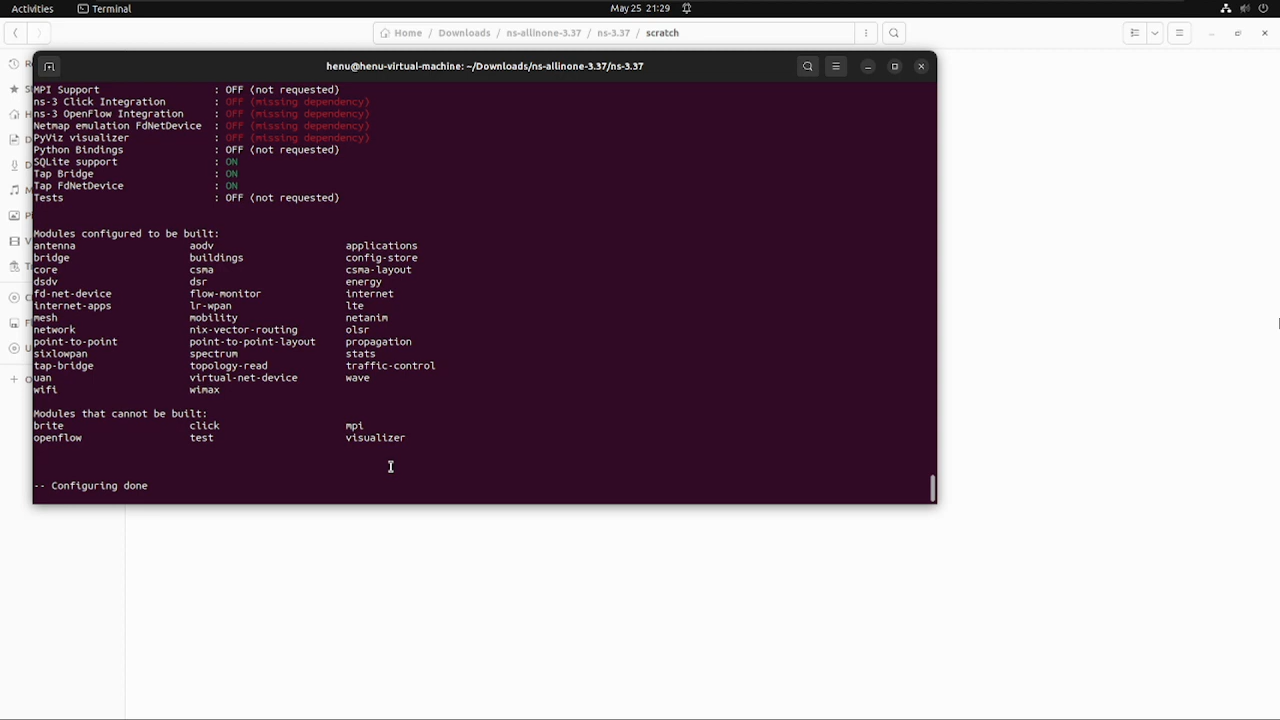 Activities Terminal May 25 21:29
Home / Downloads / ns-allinone-3.37 / ns-3.37 / scratch
henu@henu-virtual-machine: ~/Downloads/ns-allinone-3.37/ns-3.37
MPI Support : OFF (not requested)
ns-3 Click Integration : OFF (missing dependency)
ns-3 OpenFlow Integration : OFF (missing dependency)
Netmap emulation FdNetDevice : OFF (missing dependency)
PyViz visualizer : OFF (missing dependency)
Python Bindings : OFF (not requested)
SQLite support : ON
Tap Bridge : ON
Tap FdNetDevice : ON
Tests : OFF (not requested)
Modules configured to be built:
antenna aodv applications
bridge buildings config-store
core csma csma-layout
dsdv dsr energy
fd-net-device flow-monitor internet
internet-apps lr-wpan lte
mesh mobility netanim
network nix-vector-routing olsr
point-to-point point-to-point-layout propagation
sixlowpan spectrum stats
tap-bridge topology-read traffic-control
uan virtual-net-device wave
wifi wimax
Modules that cannot be built:
brite click mpi
openflow test visualizer
-- Configuring done